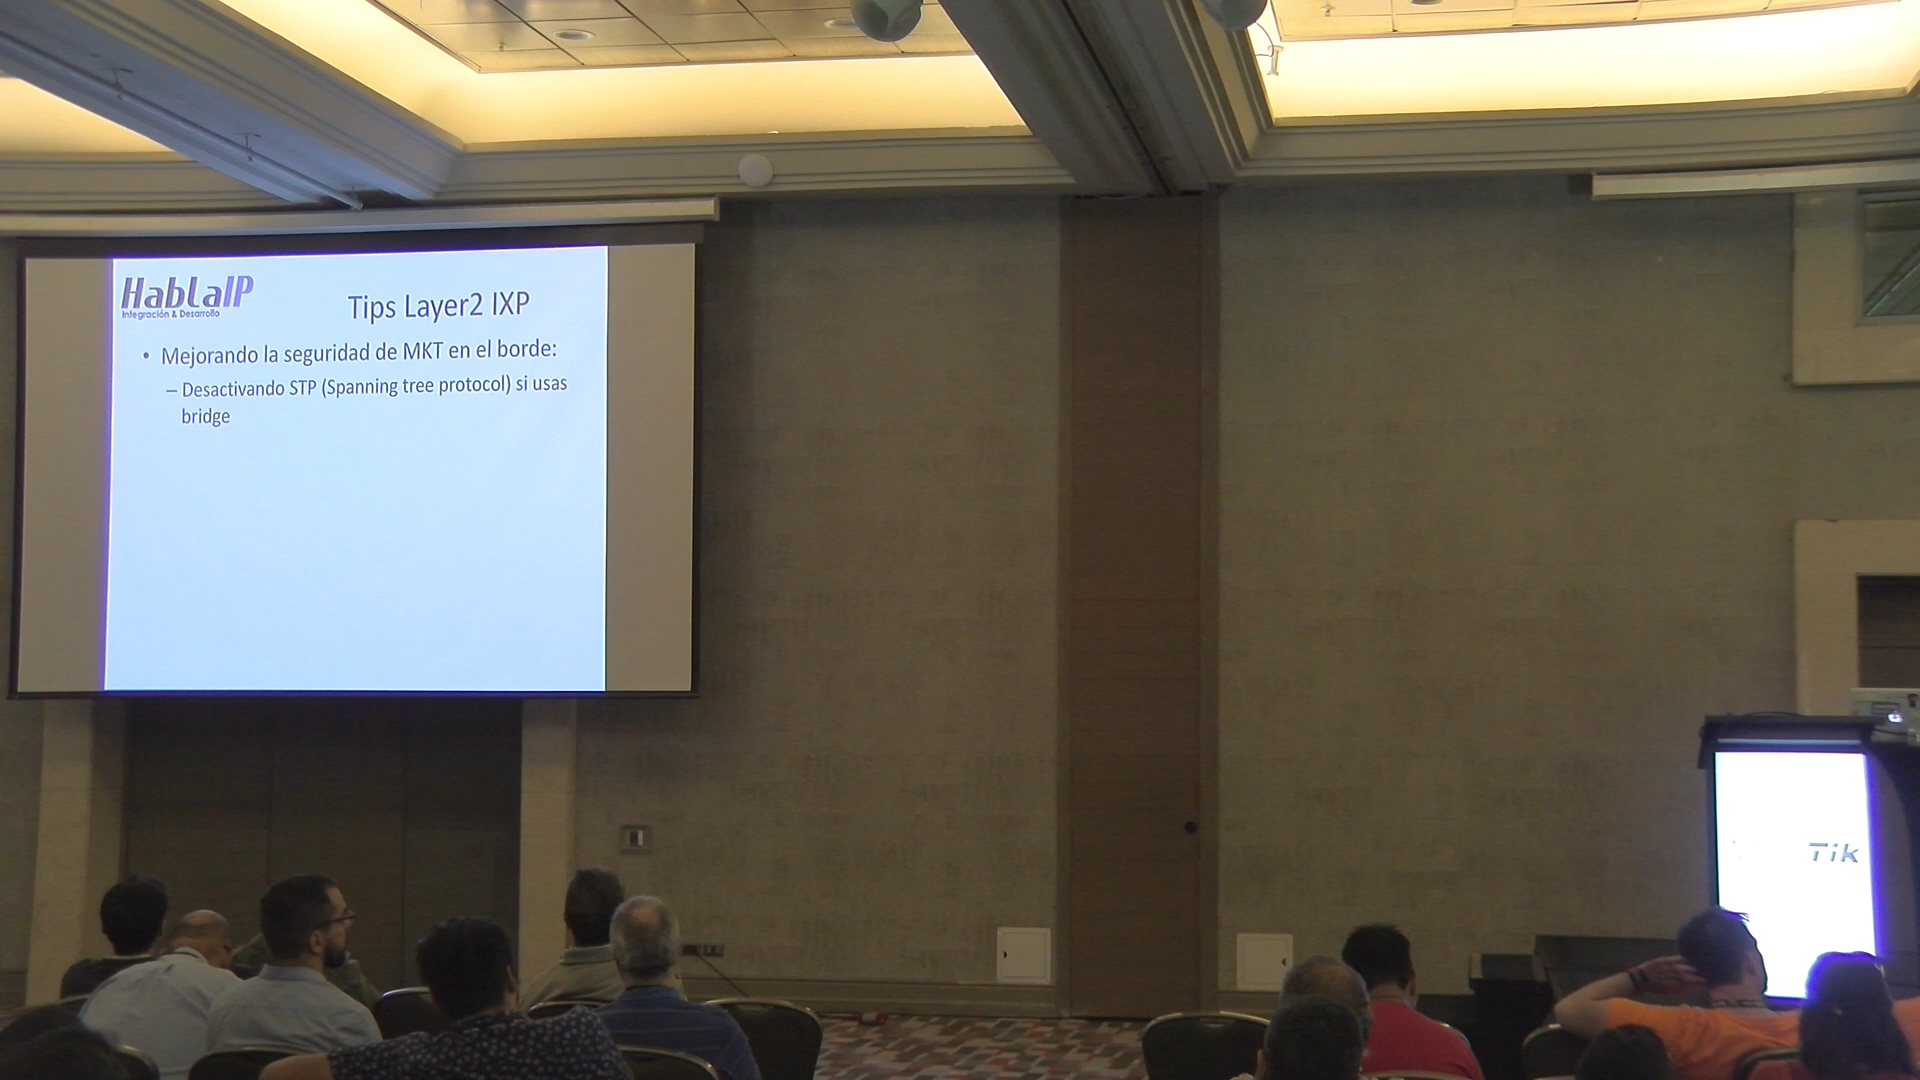 HablaIP
Integración & Desarrollo
Tips Layer2 IXP
• Mejorando la seguridad de MKT en el borde:
– Desactivando STP (Spanning tree protocol) si usas
bridge
Tik